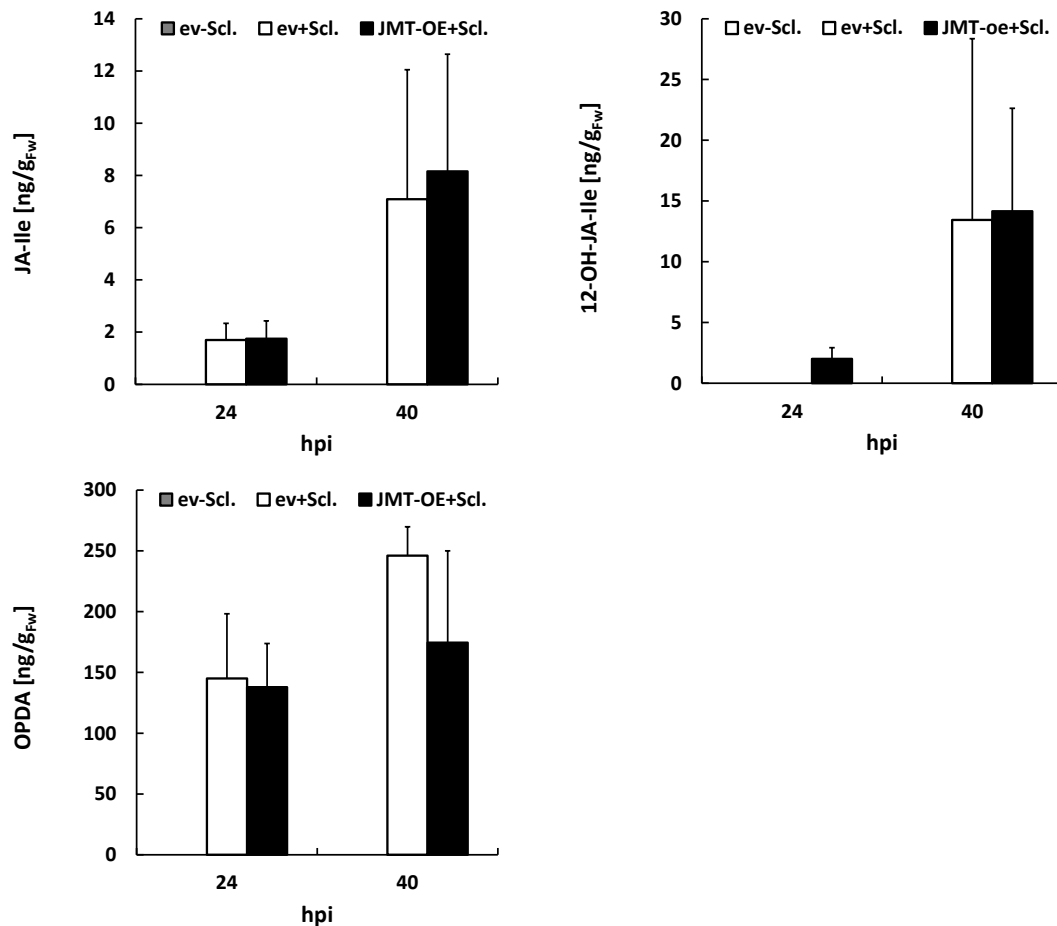 JA-Ile [ng/gFw]
14
12
10
8
6
4
2
0
ev-Scl. ev+Scl. JMT-OE+Scl.
24 40
hpi
12-OH-JA-Ile [ng/gFw]
30
25
20
15
10
5
0
ev-Scl. ev+Scl. JMT-oe+Scl.
24 40
hpi
OPDA [ng/gFw]
300
250
200
150
100
50
0
ev-Scl. ev+Scl. JMT-OE+Scl.
24 40
hpi